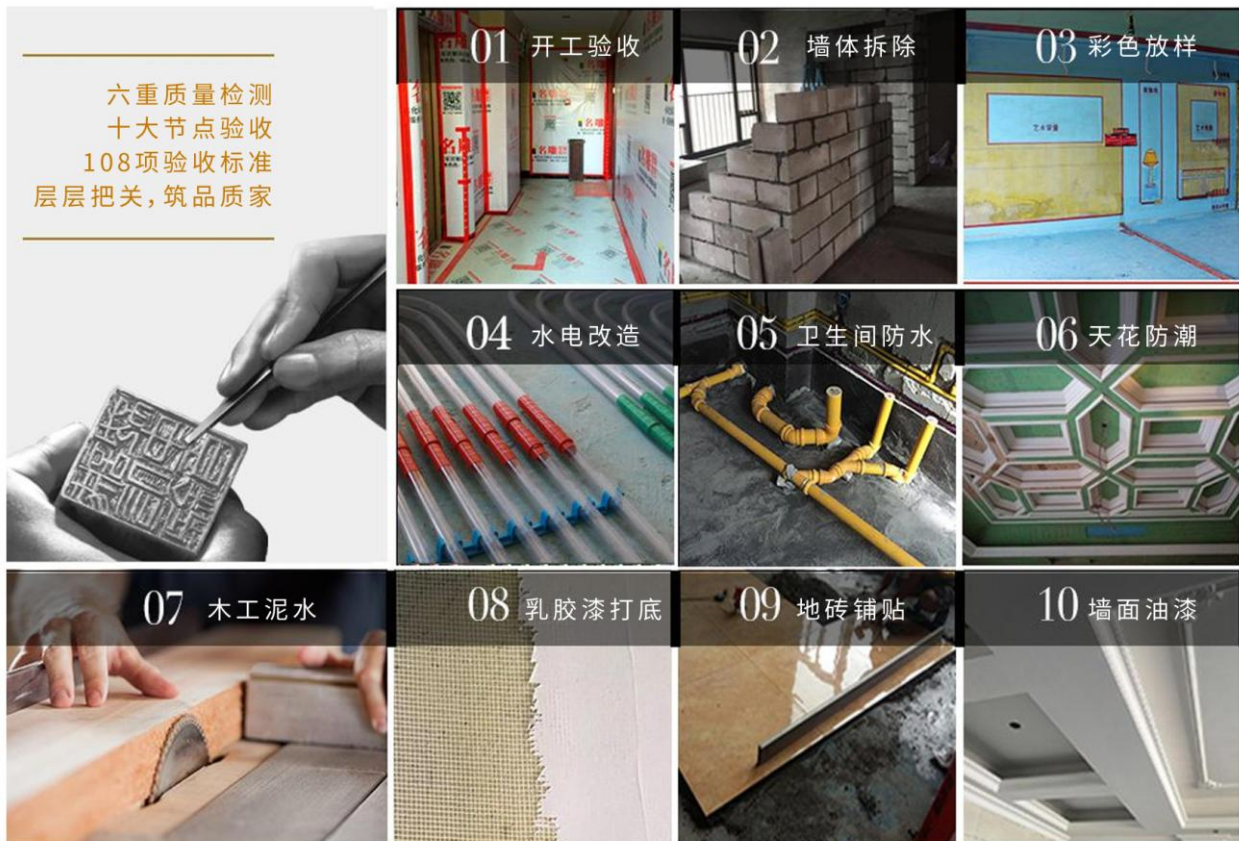 六重质量检测
十大节点验收
108项验收标准
层层把关,筑品质家
01 开工验收
02 墙体拆除
03 彩色放样
04 水电改造
05 卫生间防水
06 天花防潮
07 木工泥水
08 乳胶漆打底
09 地砖铺贴
10 墙面油漆
名雕
名雕